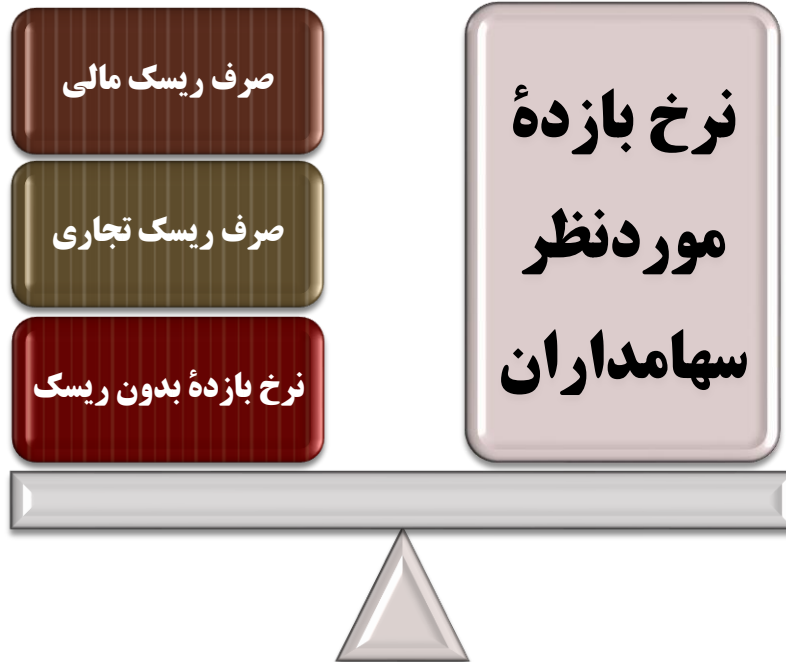 نرخ بازدهٔ
موردنظر
سهامداران
صرف ریسک مالی
صرف ریسک تجاری
نرخ بازدهٔ بدون ریسک